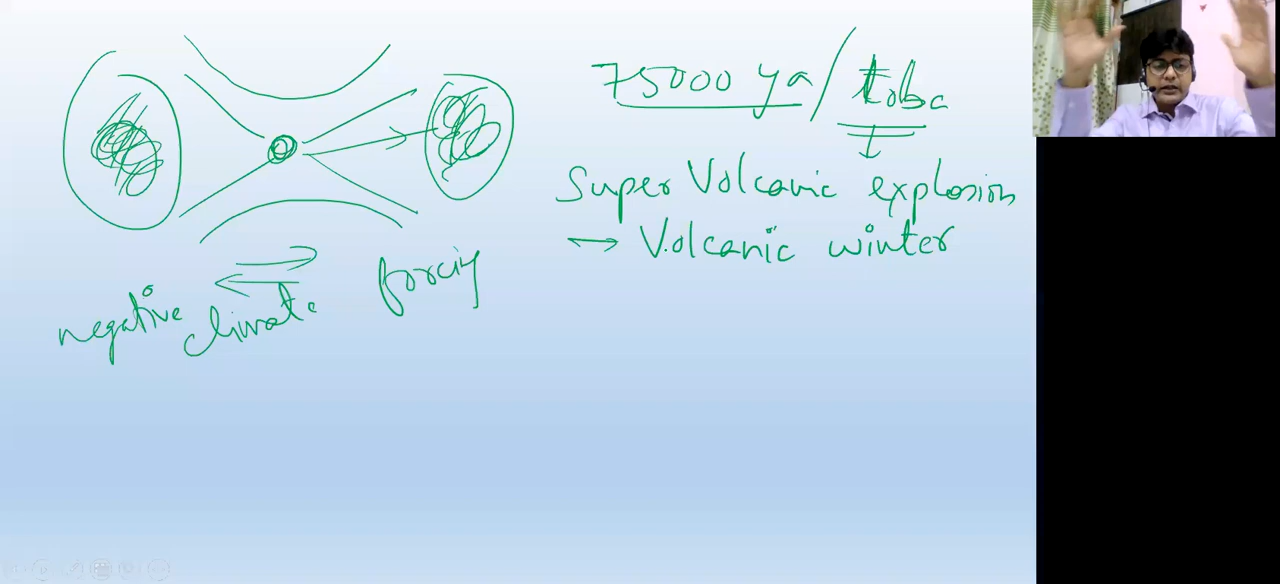 75000 ya / toba
Super Volcanic explosion
→ Volcanic winter
negative climate forcing